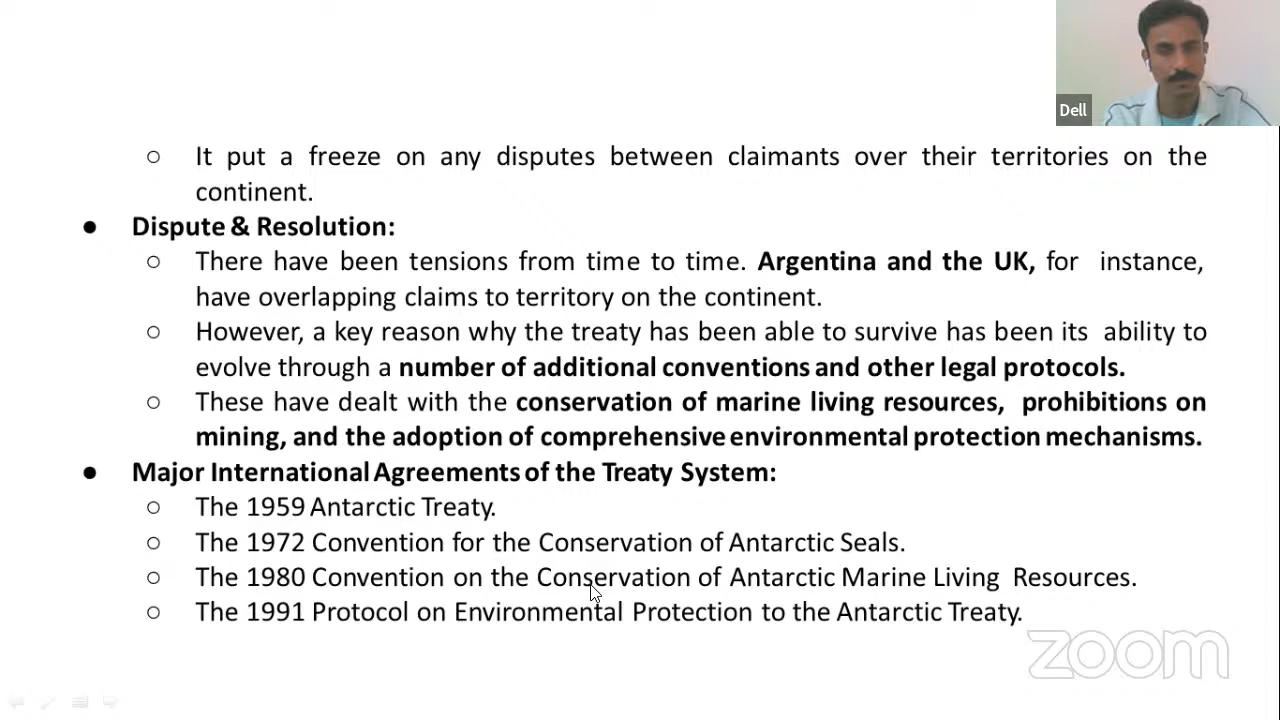 Dell
○ It put a freeze on any disputes between claimants over their territories on the
continent.
● Dispute & Resolution:
○ There have been tensions from time to time. Argentina and the UK, for instance,
have overlapping claims to territory on the continent.
○ However, a key reason why the treaty has been able to survive has been its ability to
evolve through a number of additional conventions and other legal protocols.
○ These have dealt with the conservation of marine living resources, prohibitions on
mining, and the adoption of comprehensive environmental protection mechanisms.
● Major International Agreements of the Treaty System:
○ The 1959 Antarctic Treaty.
○ The 1972 Convention for the Conservation of Antarctic Seals.
○ The 1980 Convention on the Conservation of Antarctic Marine Living Resources.
○ The 1991 Protocol on Environmental Protection to the Antarctic Treaty.
zoom